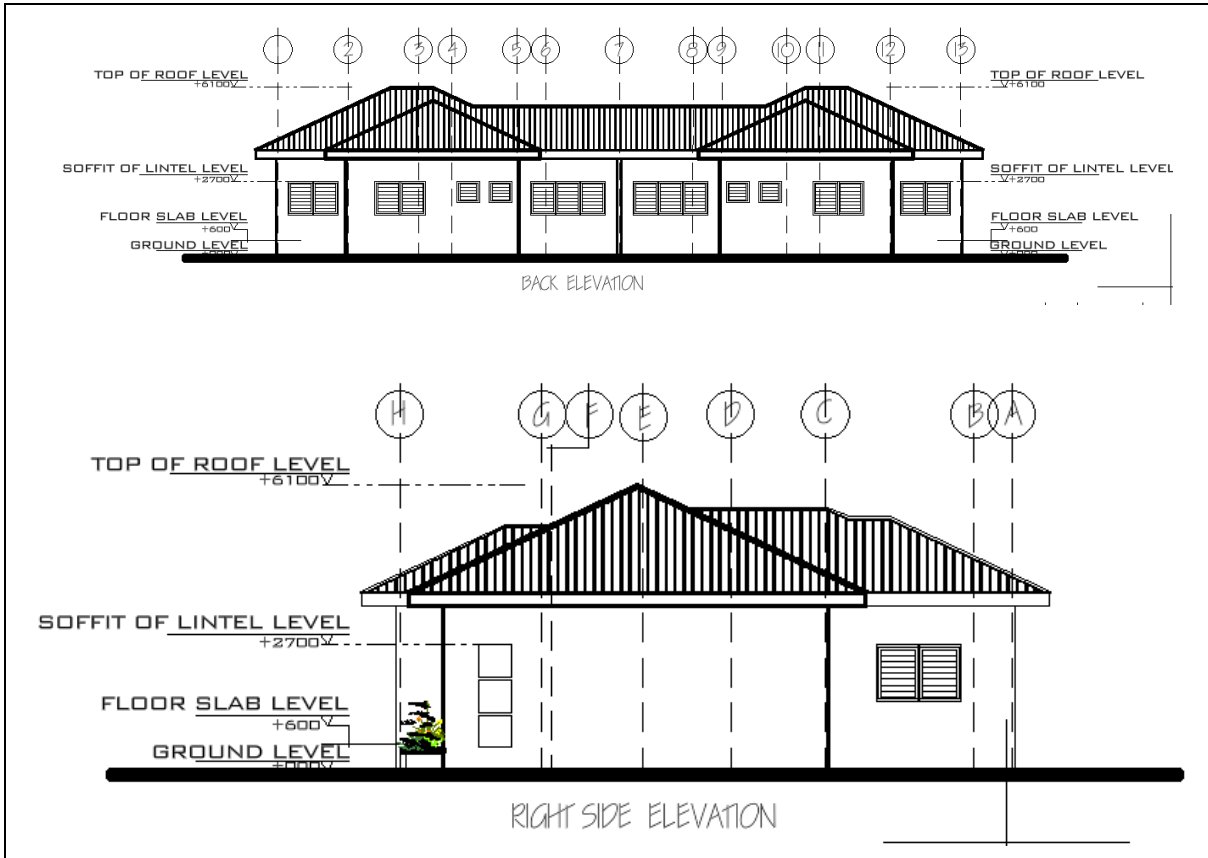 1 2 3 4 5 6 7 8 9 10 11 12 13
TOP OF ROOF LEVEL
+6100
TOP OF ROOF LEVEL
+6100
SOFFIT OF LINTEL LEVEL
+2700
SOFFIT OF LINTEL LEVEL
+2700
FLOOR SLAB LEVEL
+600
FLOOR SLAB LEVEL
+600
GROUND LEVEL
GROUND LEVEL
BACK ELEVATION
H G F E D C B A
TOP OF ROOF LEVEL
+6100
SOFFIT OF LINTEL LEVEL
+2700
FLOOR SLAB LEVEL
+600
GROUND LEVEL
+000
RIGHT SIDE ELEVATION